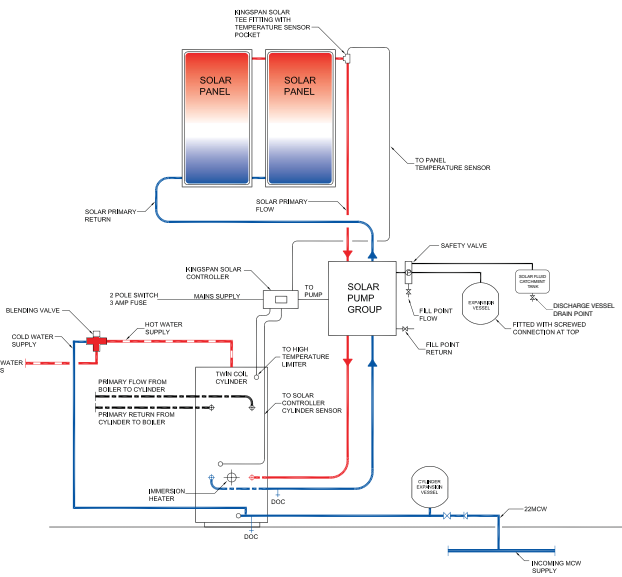 KINGSPAN SOLAR
TEE FITTING WITH
TEMPERATURE SENSOR
POCKET
SOLAR
PANEL
SOLAR
PANEL
TO PANEL
TEMPERATURE SENSOR
SOLAR PRIMARY
FLOW
SOLAR PRIMARY
RETURN
SAFETY VALVE
KINGSPAN SOLAR
CONTROLLER
TO
PUMP
SOLAR
PUMP
GROUP
SOLAR FLUID
CATCHMENT
TANK
2 POLE SWITCH
3 AMP FUSE
MAINS SUPPLY
EXPANSION
VESSEL
DISCHARGE VESSEL
DRAIN POINT
FILL POINT
FLOW
BLENDING VALVE
HOT WATER
SUPPLY
FITTED WITH SCREWED
CONNECTION AT TOP
COLD WATER
SUPPLY
FILL POINT
RETURN
WATER
S
TWIN COIL
CYLINDER
TO HIGH
TEMPERATURE
LIMITER
PRIMARY FLOW FROM
BOILER TO CYLINDER
TO SOLAR
CONTROLLER
CYLINDER SENSOR
PRIMARY RETURN FROM
CYLINDER TO BOILER
IMMERSION
HEATER
DOC
CYLINDER
EXPANSION
VESSEL
22MCW
DOC
INCOMING MCW
SUPPLY